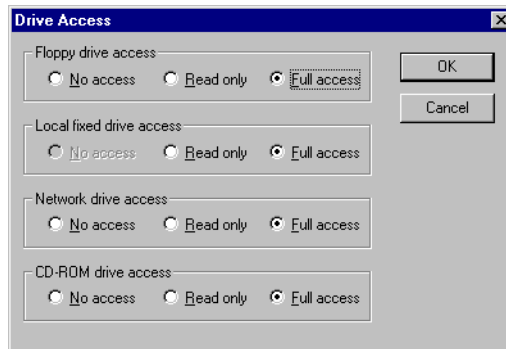 Drive Access
Floppy drive access
No access Read only Full access
OK
Cancel
Local fixed drive access
No access Read only Full access
Network drive access
No access Read only Full access
CD-ROM drive access
No access Read only Full access